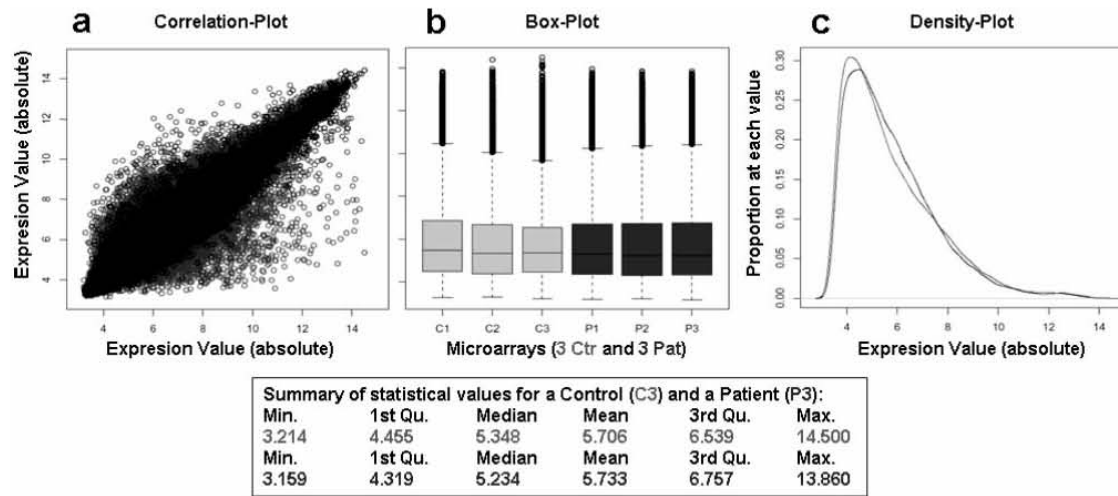 a Correlation-Plot
Expresion Value (absolute)
14
12
10
8
6
4
4 6 8 10 12 14
Expresion Value (absolute)
b Box-Plot
C1 C2 C3 P1 P2 P3
Microarrays (3 Ctr and 3 Pat)
c Density-Plot
Proportion at each value
0.30
0.25
0.20
0.15
0.10
0.05
0.00
4 6 8 10 12 14
Expresion Value (absolute)
Summary of statistical values for a Control (C3) and a Patient (P3):
Min. 1st Qu. Median Mean 3rd Qu. Max.
3.214 4.455 5.348 5.706 6.539 14.500
Min. 1st Qu. Median Mean 3rd Qu. Max.
3.159 4.319 5.234 5.733 6.757 13.860